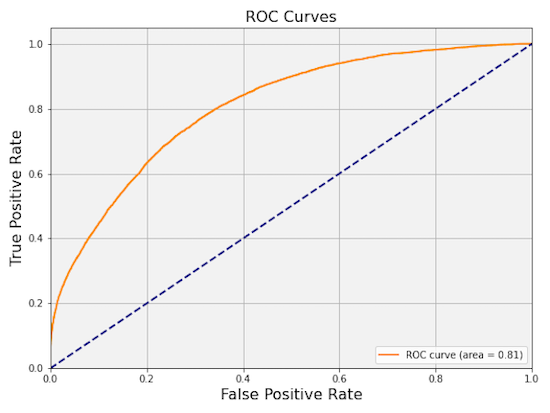 ROC Curves
1.0
0.8
0.6
0.4
0.2
0.0
True Positive Rate
ROC curve (area = 0.81)
0.0 0.2 0.4 0.6 0.8 1.0
False Positive Rate